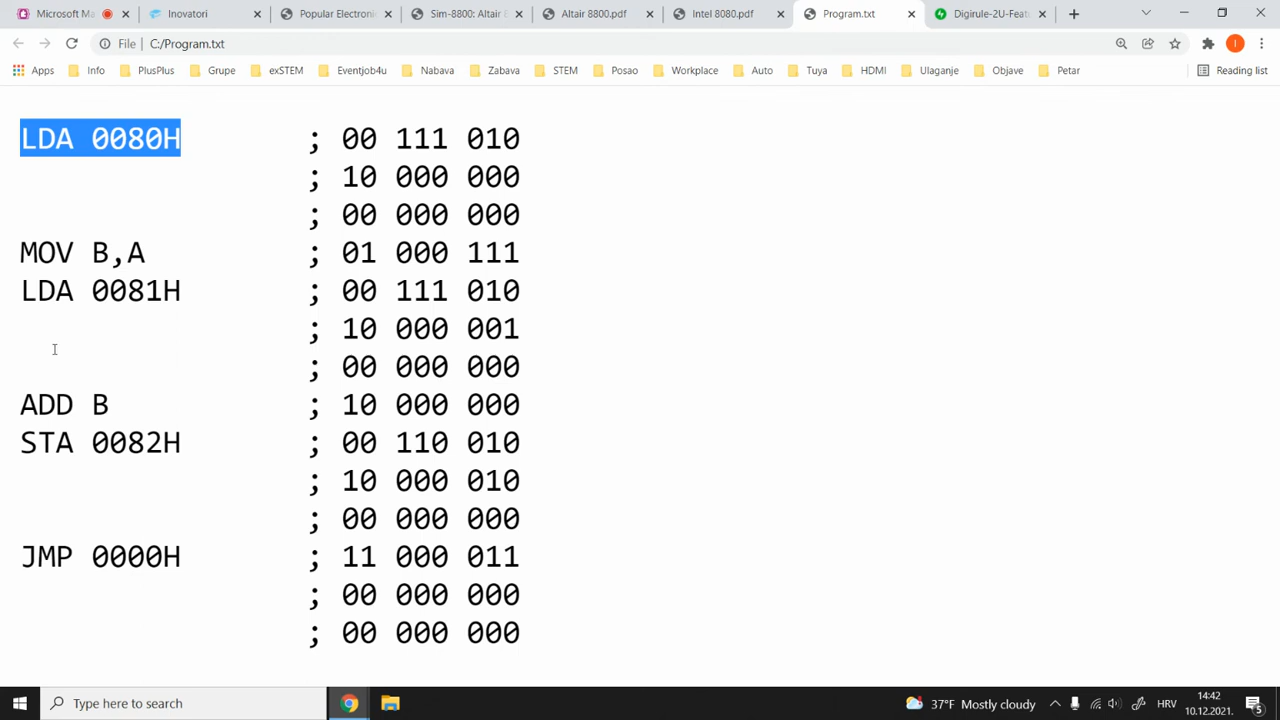 Microsoft Ma
Inovatori
Popular Electroni
Sim-8800: Altair 8
Altair 8800.pdf
Intel 8080.pdf
Program.txt
Digirule-2U-Feat
File C:/Program.txt
Apps Info PlusPlus Grupe exSTEM Eventjob4u Nabava Zabava STEM Posao Workplace Auto Tuya HDMI Ulaganje Objave Petar Reading list
LDA 0080H ; 00 111 010
; 10 000 000
; 00 000 000
MOV B,A ; 01 000 111
LDA 0081H ; 00 111 010
; 10 000 001
; 00 000 000
ADD B ; 10 000 000
STA 0082H ; 00 110 010
; 10 000 010
; 00 000 000
JMP 0000H ; 11 000 011
; 00 000 000
; 00 000 000
Type here to search
37°F Mostly cloudy
HRV
14:42
10.12.2021.
5